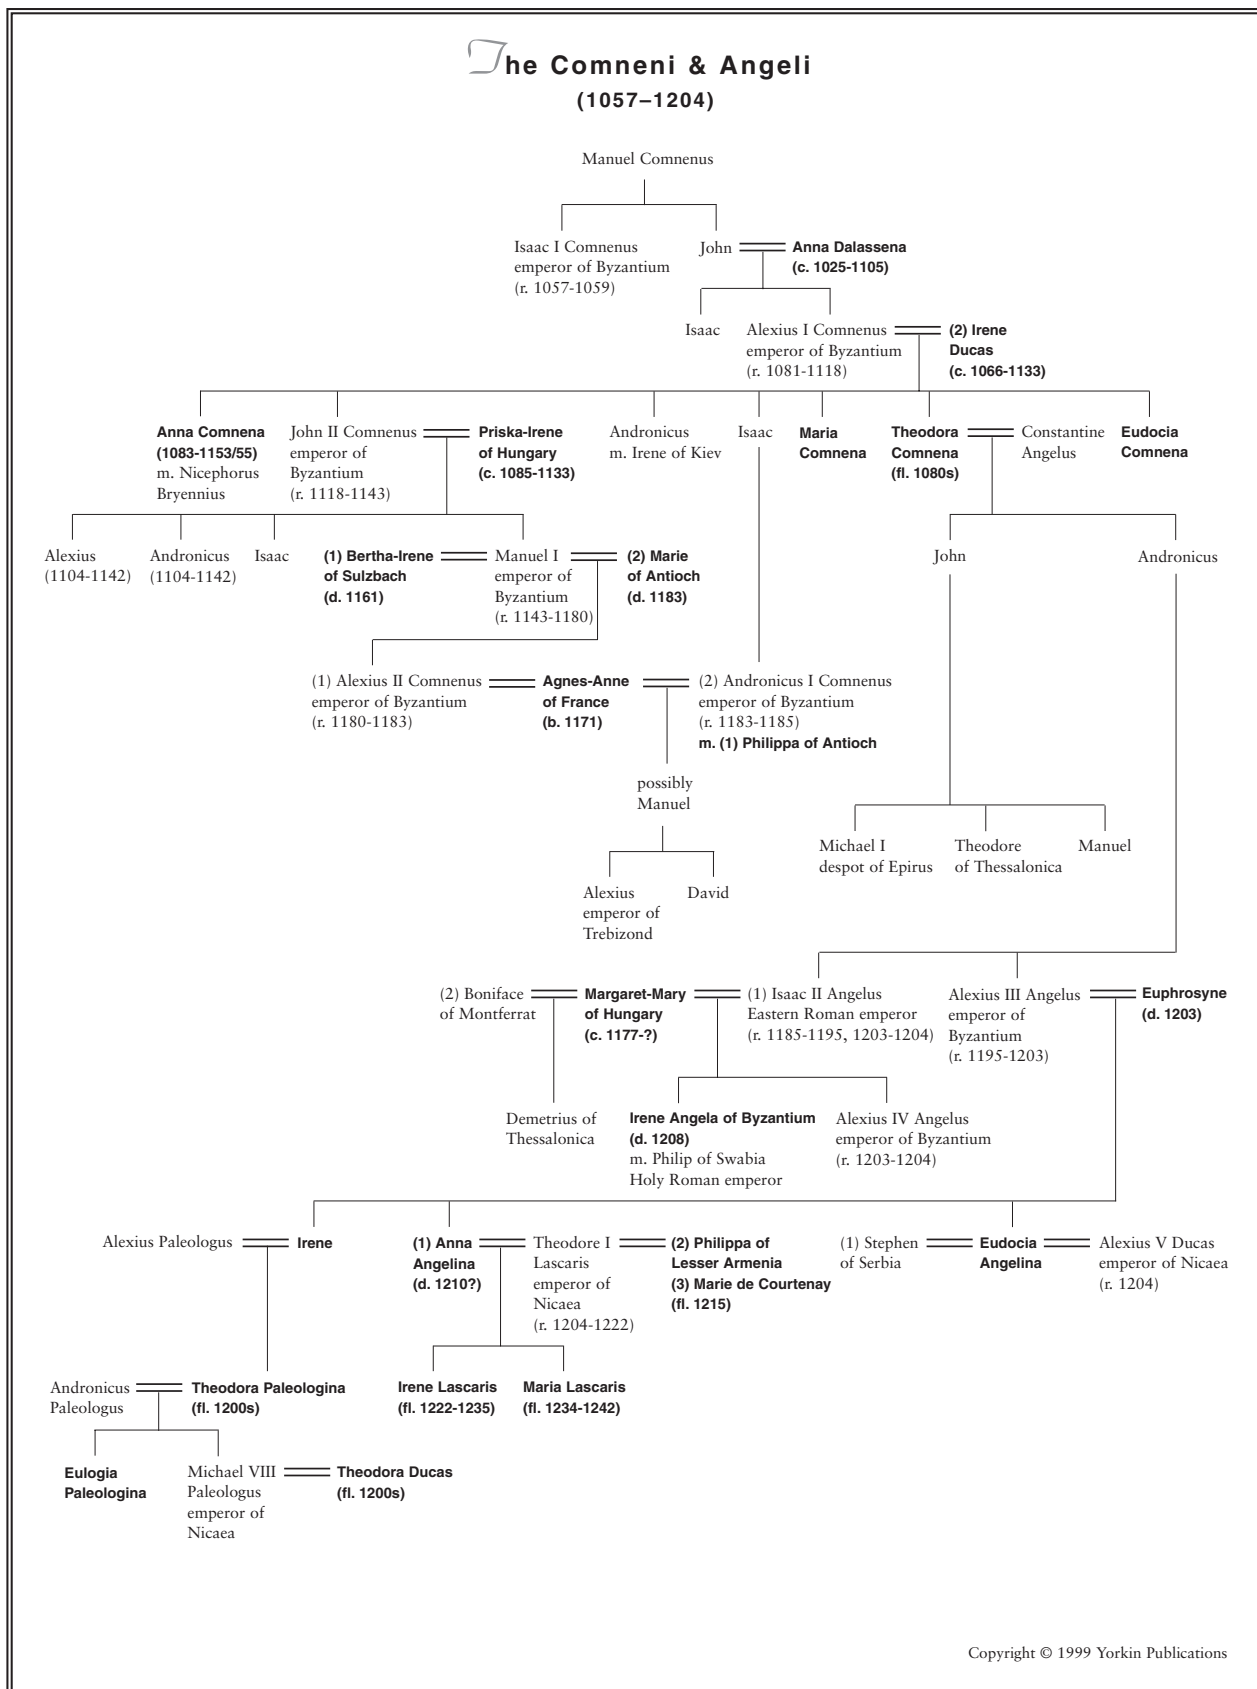 The Comneni & Angeli
(1057–1204)
Manuel Comnenus
Isaac I Comnenus
emperor of Byzantium
(r. 1057-1059)
John
Anna Dalassena
(c. 1025-1105)
Isaac
Alexius I Comnenus
emperor of Byzantium
(r. 1081-1118)
(2) Irene
Ducas
(c. 1066-1133)
Anna Comnena
(1083-1153/55)
m. Nicephorus
Bryennius
John II Comnenus
emperor of
Byzantium
(r. 1118-1143)
Priska-Irene
of Hungary
(c. 1085-1133)
Andronicus
m. Irene of Kiev
Isaac
Maria
Comnena
Theodora
Comnena
(fl. 1080s)
Constantine
Angelus
Eudocia
Comnena
Alexius
(1104-1142)
Andronicus
(1104-1142)
Isaac
(1) Bertha-Irene
of Sulzbach
(d. 1161)
Manuel I
emperor of
Byzantium
(r. 1143-1180)
(2) Marie
of Antioch
(d. 1183)
John
Andronicus
(1) Alexius II Comnenus
emperor of Byzantium
(r. 1180-1183)
Agnes-Anne
of France
(b. 1171)
(2) Andronicus I Comnenus
emperor of Byzantium
(r. 1183-1185)
m. (1) Philippa of Antioch
possibly
Manuel
Michael I
despot of Epirus
Theodore
of Thessalonica
Manuel
Alexius
emperor of
Trebizond
David
(2) Boniface
of Montferrat
Margaret-Mary
of Hungary
(c. 1177-?)
(1) Isaac II Angelus
Eastern Roman emperor
(r. 1185-1195, 1203-1204)
Alexius III Angelus
emperor of
Byzantium
(r. 1195-1203)
Euphrosyne
(d. 1203)
Demetrius of
Thessalonica
Irene Angela of Byzantium
(d. 1208)
m. Philip of Swabia
Holy Roman emperor
Alexius IV Angelus
emperor of Byzantium
(r. 1203-1204)
Alexius Paleologus
Irene
(1) Anna
Angelina
(d. 1210?)
Theodore I
Lascaris
emperor of
Nicaea
(r. 1204-1222)
(2) Philippa of
Lesser Armenia
(3) Marie de Courtenay
(fl. 1215)
(1) Stephen
of Serbia
Eudocia
Angelina
Alexius V Ducas
emperor of Nicaea
(r. 1204)
Andronicus
Paleologus
Theodora Paleologina
(fl. 1200s)
Irene Lascaris
(fl. 1222-1235)
Maria Lascaris
(fl. 1234-1242)
Eulogia
Paleologina
Michael VIII
Paleologus
emperor of
Nicaea
Theodora Ducas
(fl. 1200s)
Copyright © 1999 Yorkin Publications